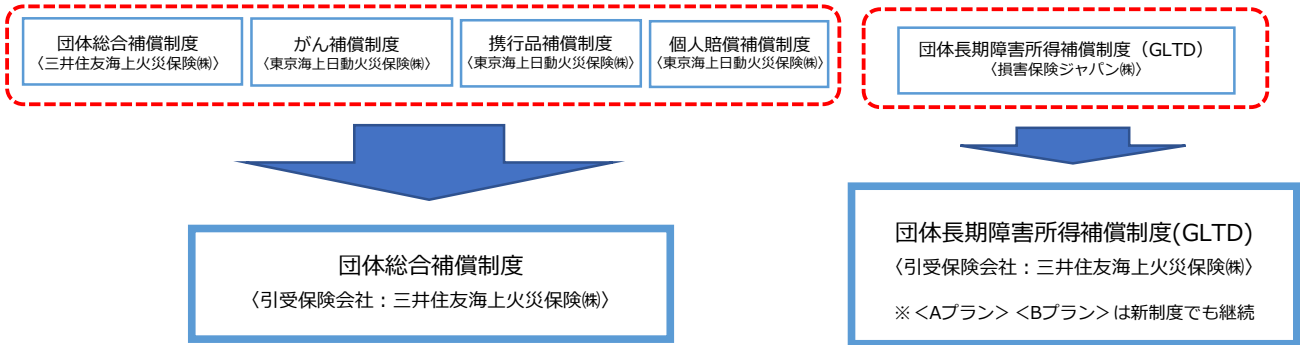 団体総合補償制度
〈三井住友海上火災保険㈱〉
がん補償制度
〈東京海上日動火災保険㈱〉
携行品補償制度
〈東京海上日動火災保険㈱〉
個人賠償補償制度
〈東京海上日動火災保険㈱〉
団体長期障害所得補償制度（GLTD）
〈損害保険ジャパン㈱〉
団体総合補償制度
〈引受保険会社：三井住友海上火災保険㈱〉
団体長期障害所得補償制度(GLTD)
〈引受保険会社：三井住友海上火災保険㈱〉
※＜Aプラン＞＜Bプラン＞は新制度でも継続